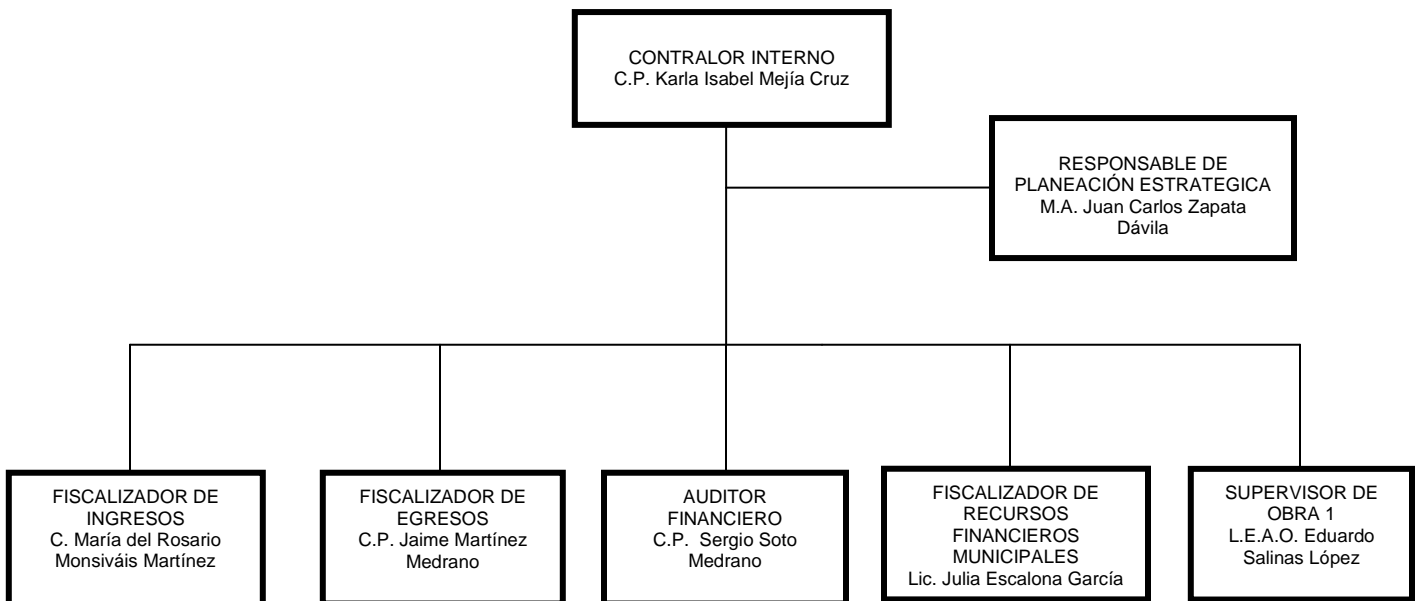 CONTRALOR INTERNO
C.P. Karla Isabel Mejía Cruz
RESPONSABLE DE
PLANEACIÓN ESTRATEGICA
M.A. Juan Carlos Zapata
Dávila
FISCALIZADOR DE
INGRESOS
C. María del Rosario
Monsiváis Martínez
FISCALIZADOR DE
EGRESOS
C.P. Jaime Martínez
Medrano
AUDITOR
FINANCIERO
C.P. Sergio Soto
Medrano
FISCALIZADOR DE
RECURSOS
FINANCIEROS
MUNICIPALES
Lic. Julia Escalona García
SUPERVISOR DE
OBRA 1
L.E.A.O. Eduardo
Salinas López